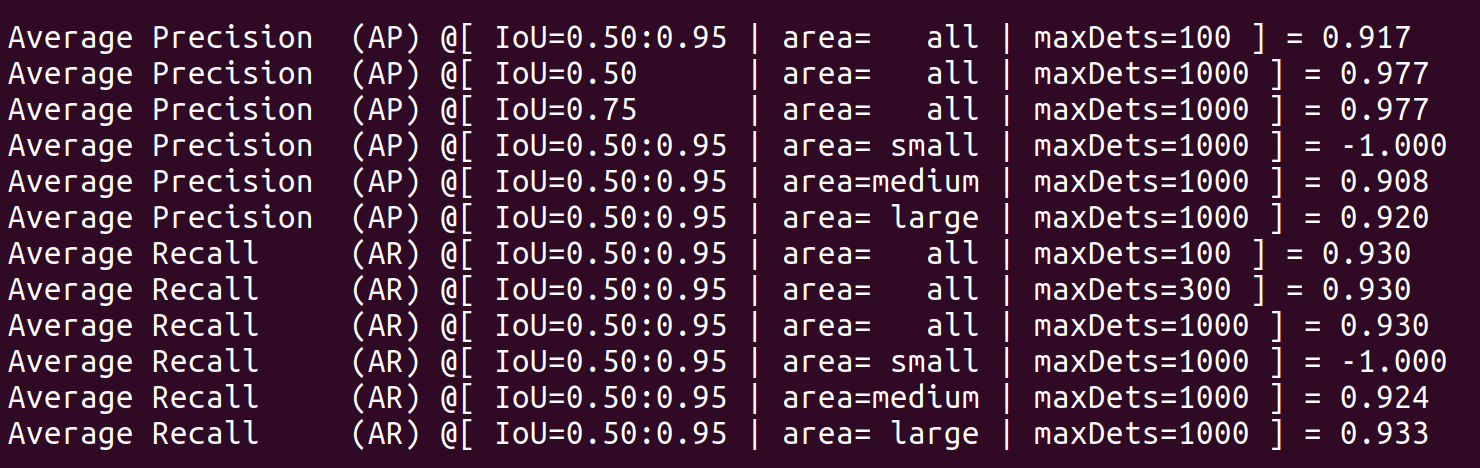 Average Precision  (AP) @[ IoU=0.50:0.95 | area=   all | maxDets=100 ] = 0.917
Average Precision  (AP) @[ IoU=0.50      | area=   all | maxDets=1000 ] = 0.977
Average Precision  (AP) @[ IoU=0.75      | area=   all | maxDets=1000 ] = 0.977
Average Precision  (AP) @[ IoU=0.50:0.95 | area= small | maxDets=1000 ] = -1.000
Average Precision  (AP) @[ IoU=0.50:0.95 | area=medium | maxDets=1000 ] = 0.908
Average Precision  (AP) @[ IoU=0.50:0.95 | area= large | maxDets=1000 ] = 0.920
Average Recall     (AR) @[ IoU=0.50:0.95 | area=   all | maxDets=100 ] = 0.930
Average Recall     (AR) @[ IoU=0.50:0.95 | area=   all | maxDets=300 ] = 0.930
Average Recall     (AR) @[ IoU=0.50:0.95 | area=   all | maxDets=1000 ] = 0.930
Average Recall     (AR) @[ IoU=0.50:0.95 | area= small | maxDets=1000 ] = -1.000
Average Recall     (AR) @[ IoU=0.50:0.95 | area=medium | maxDets=1000 ] = 0.924
Average Recall     (AR) @[ IoU=0.50:0.95 | area= large | maxDets=1000 ] = 0.933